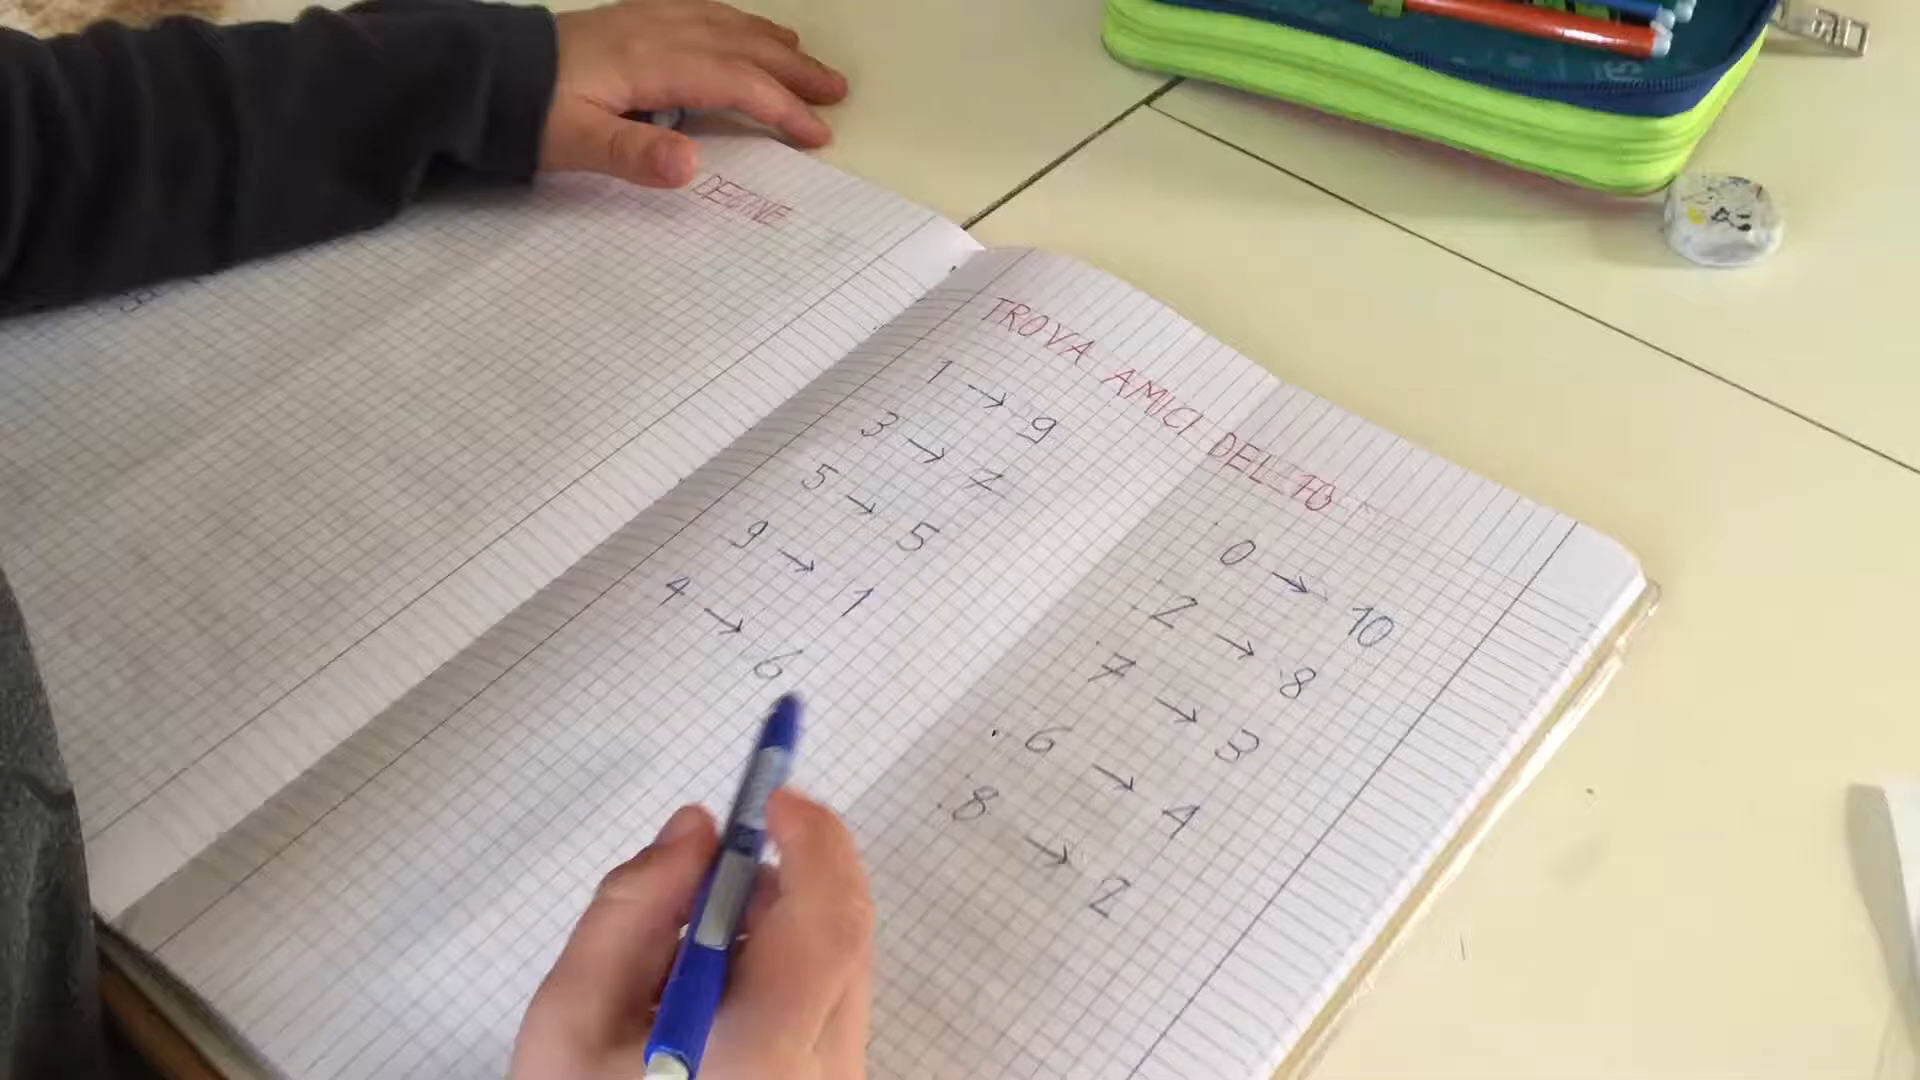 DECINE
TROVA AMICI DEL 10
1 → 9
3 → 7
5 → 5
9 → 1
4 → 6
0 → 10
2 → 8
7 → 3
6 → 4
8 → 2